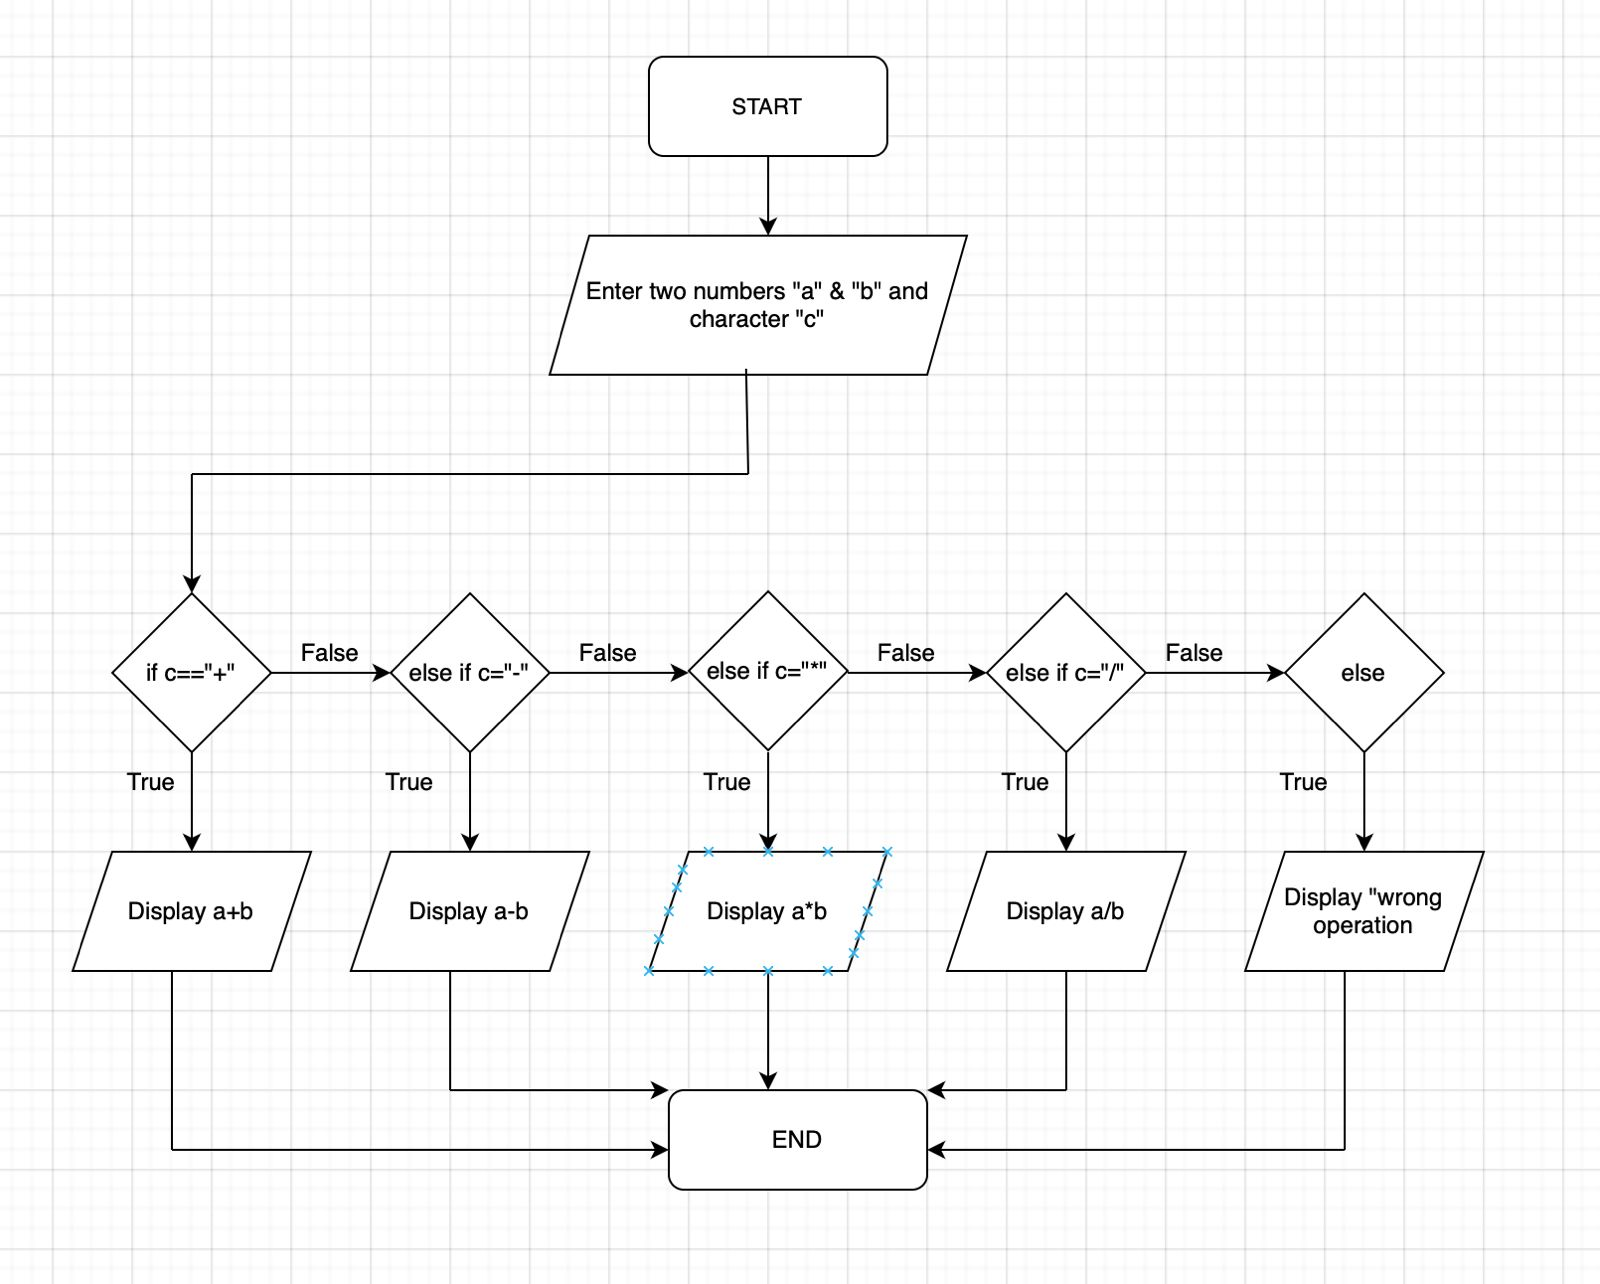 START
Enter two numbers "a" & "b" and
character "c"
if c=="+"
False
else if c="-"
False
else if c="*"
False
else if c="/"
False
else
True
True
True
True
True
Display a+b
Display a-b
Display a*b
Display a/b
Display "wrong
operation
END